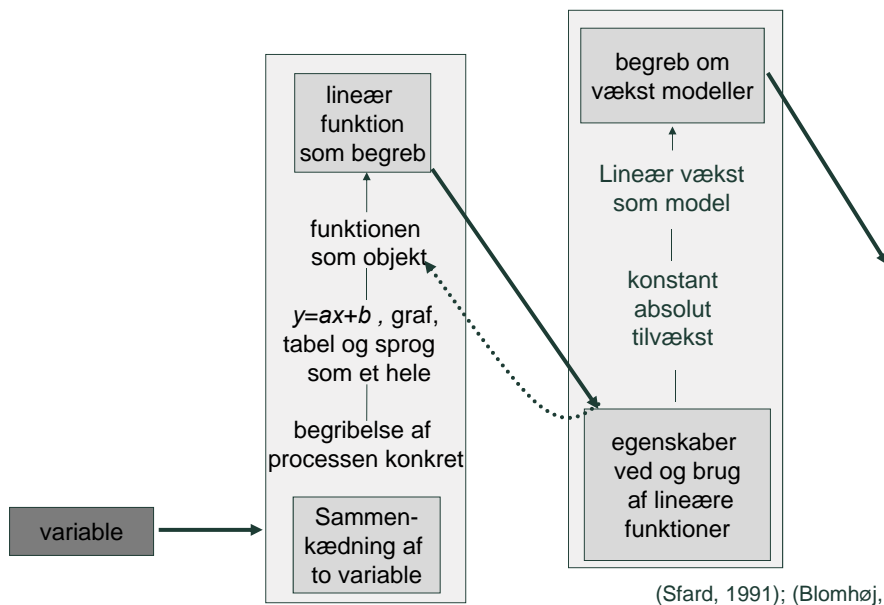 variable
lineær
funktion
som begreb
funktionen
som objekt
y=ax+b , graf,
tabel og sprog
som et hele
begribelse af
processen konkret
Sammen-
kædning af
to variable
begreb om
vækst modeller
Lineær vækst
som model
konstant
absolut
tilvækst
egenskaber
ved og brug
af lineære
funktioner
(Sfard, 1991); (Blomhøj,